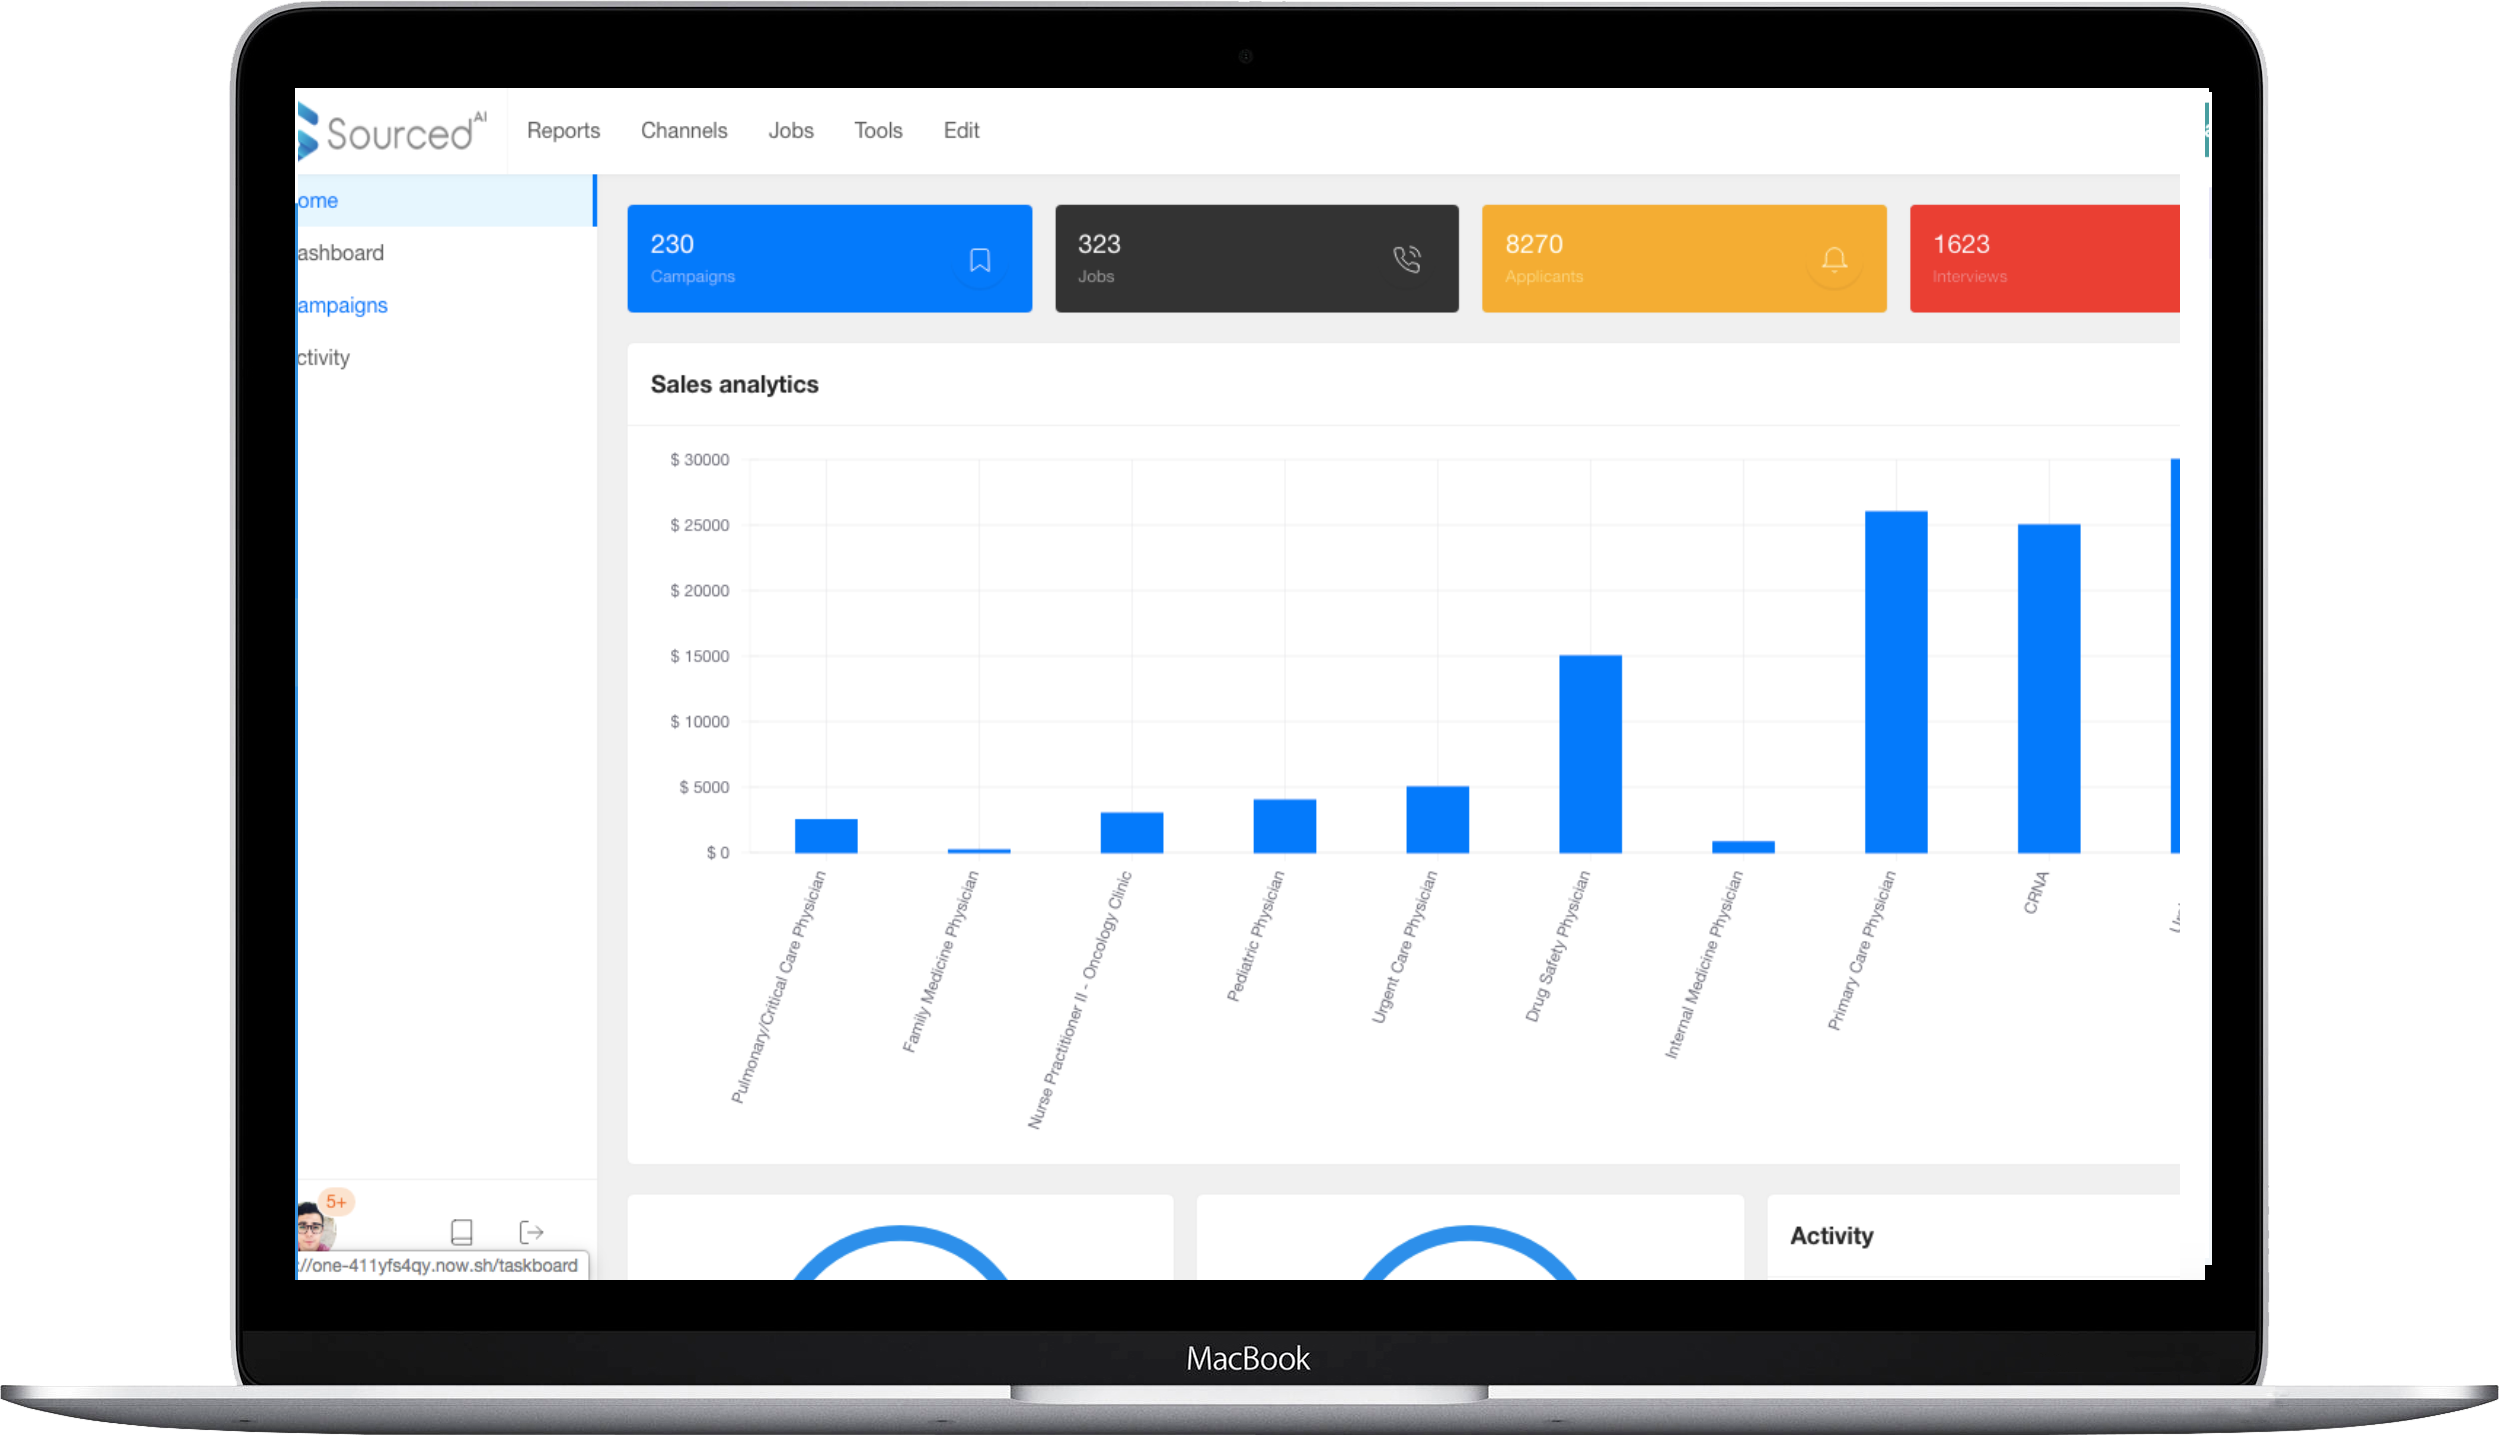 Sourced AI
Reports Channels Jobs Tools Edit
ome
ashboard
ampaigns
ctivity
230
Campaigns
323
Jobs
8270
Applicants
1623
Interviews
Sales analytics
$ 30000
$ 25000
$ 20000
$ 15000
$ 10000
$ 5000
$ 0
Pulmonary/Critical Care Physician
Family Medicine Physician
Nurse Practitioner II - Oncology Clinic
Pediatric Physician
Urgent Care Physician
Drug Safety Physician
Internal Medicine Physician
Primary Care Physician
CRNA
5+
://one-411yfs4qy.now.sh/taskboard
Activity
MacBook